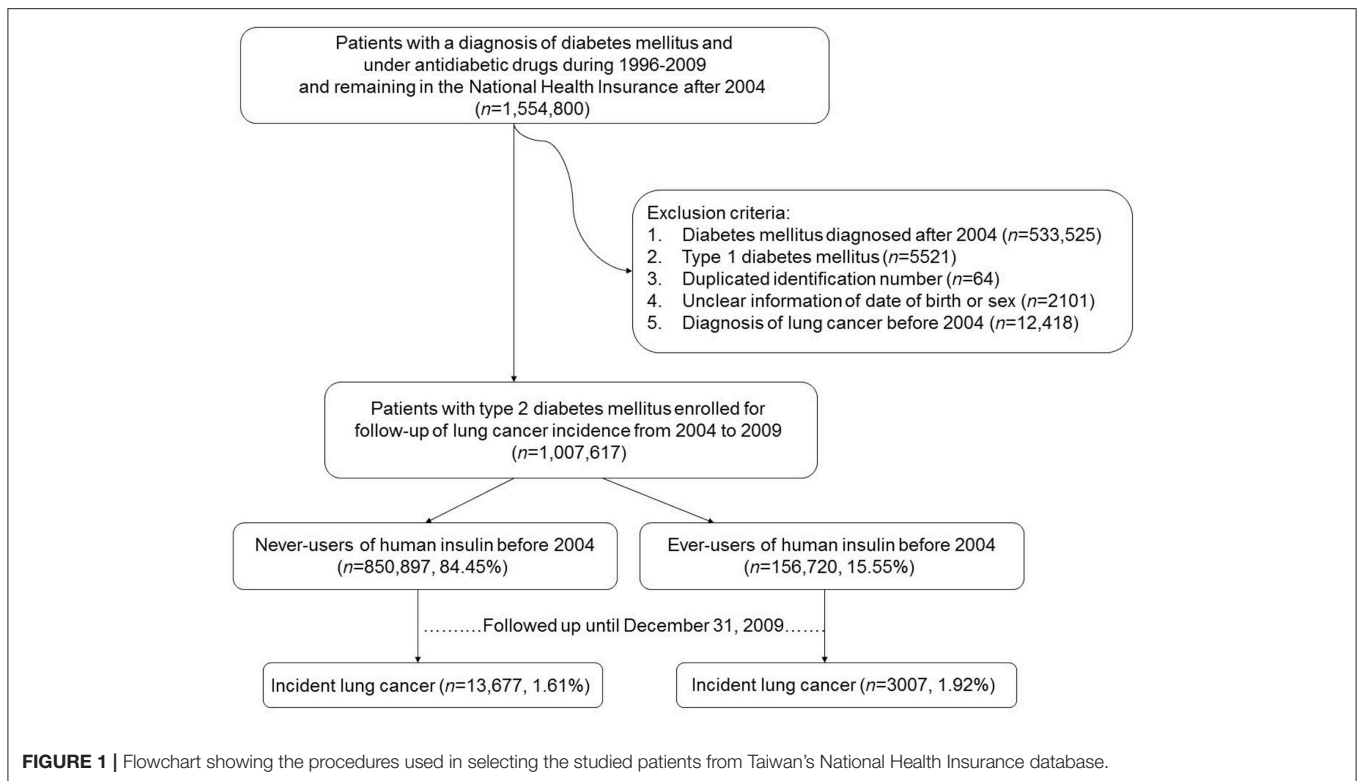 Patients with a diagnosis of diabetes mellitus and
under antidiabetic drugs during 1996-2009
and remaining in the National Health Insurance after 2004
(n=1,554,800)
Exclusion criteria:
1. Diabetes mellitus diagnosed after 2004 (n=533,525)
2. Type 1 diabetes mellitus (n=5521)
3. Duplicated identification number (n=64)
4. Unclear information of date of birth or sex (n=2101)
5. Diagnosis of lung cancer before 2004 (n=12,418)
Patients with type 2 diabetes mellitus enrolled for
follow-up of lung cancer incidence from 2004 to 2009
(n=1,007,617)
Never-users of human insulin before 2004
(n=850,897, 84.45%)
Ever-users of human insulin before 2004
(n=156,720, 15.55%)
..........Followed up until December 31, 2009.......
Incident lung cancer (n=13,677, 1.61%)
Incident lung cancer (n=3007, 1.92%)
FIGURE 1 | Flowchart showing the procedures used in selecting the studied patients from Taiwan's National Health Insurance database.